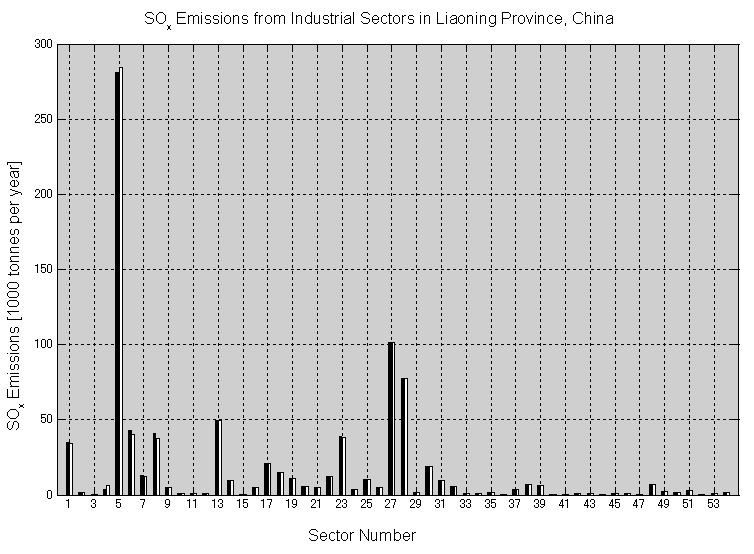 SOx Emissions from Industrial Sectors in Liaoning Province, China
SOx Emissions [1000 tonnes per year]
300
250
200
150
100
50
0
1 3 5 7 9 11 13 15 17 19 21 23 25 27 29 31 33 35 37 39 41 43 45 47 49 51 53
Sector Number